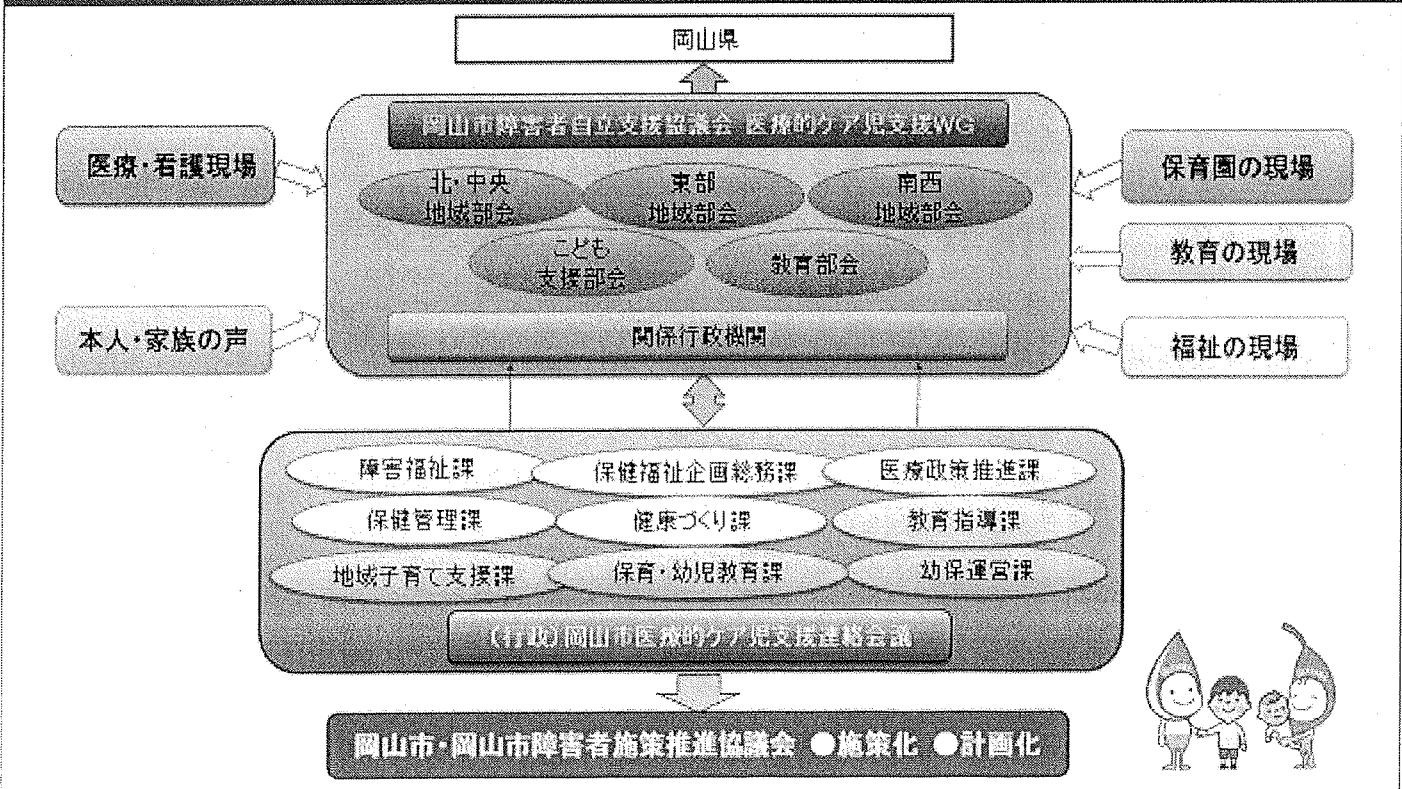 岡山県
岡山市障害者自立支援協議会 医療的ケア児支援WG
医療・看護現場
北・中央
地域部会
東部
地域部会
南西
地域部会
保育園の現場
こども
支援部会
教育部会
教育の現場
本人・家族の声
関係行政機関
福祉の現場
障害福祉課
保健福祉企画総務課
医療政策推進課
保健管理課
健康づくり課
教育指導課
地域子育て支援課
保育・幼児教育課
幼保運営課
(行政)岡山市医療的ケア児支援連絡会議
岡山市・岡山市障害者施策推進協議会 ●施策化 ●計画化